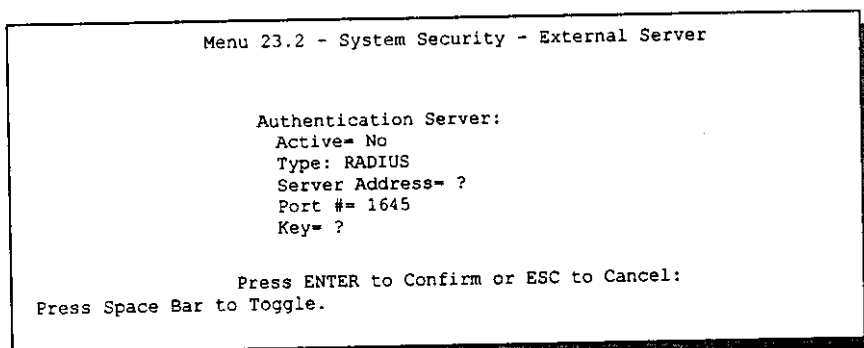 Menu 23.2 - System Security - External Server
Authentication Server:
Active= No
Type: RADIUS
Server Address= ?
Port #= 1645
Key= ?
Press ENTER to Confirm or ESC to Cancel:
Press Space Bar to Toggle.